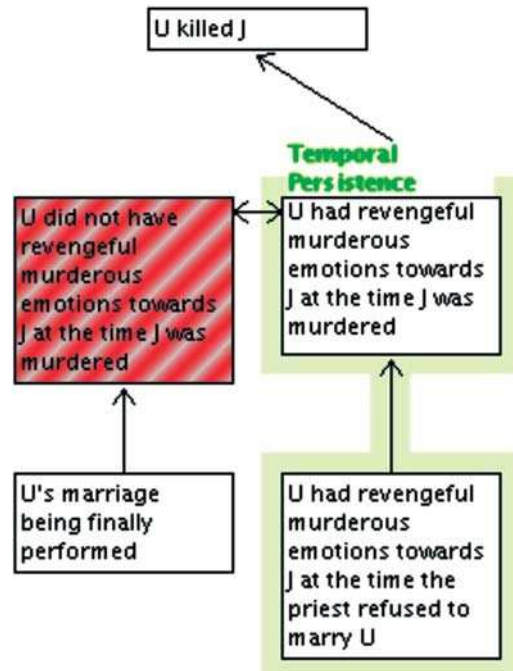 U killed J
Temporal
Persistence
U did not have
revengeful
murderous
emotions towards
J at the time J was
murdered
U had revengeful
murderous
emotions towards
J at the time J was
murdered
U's marriage
being finally
performed
U had revengeful
murderous
emotions towards
J at the time the
priest refused to
marry U